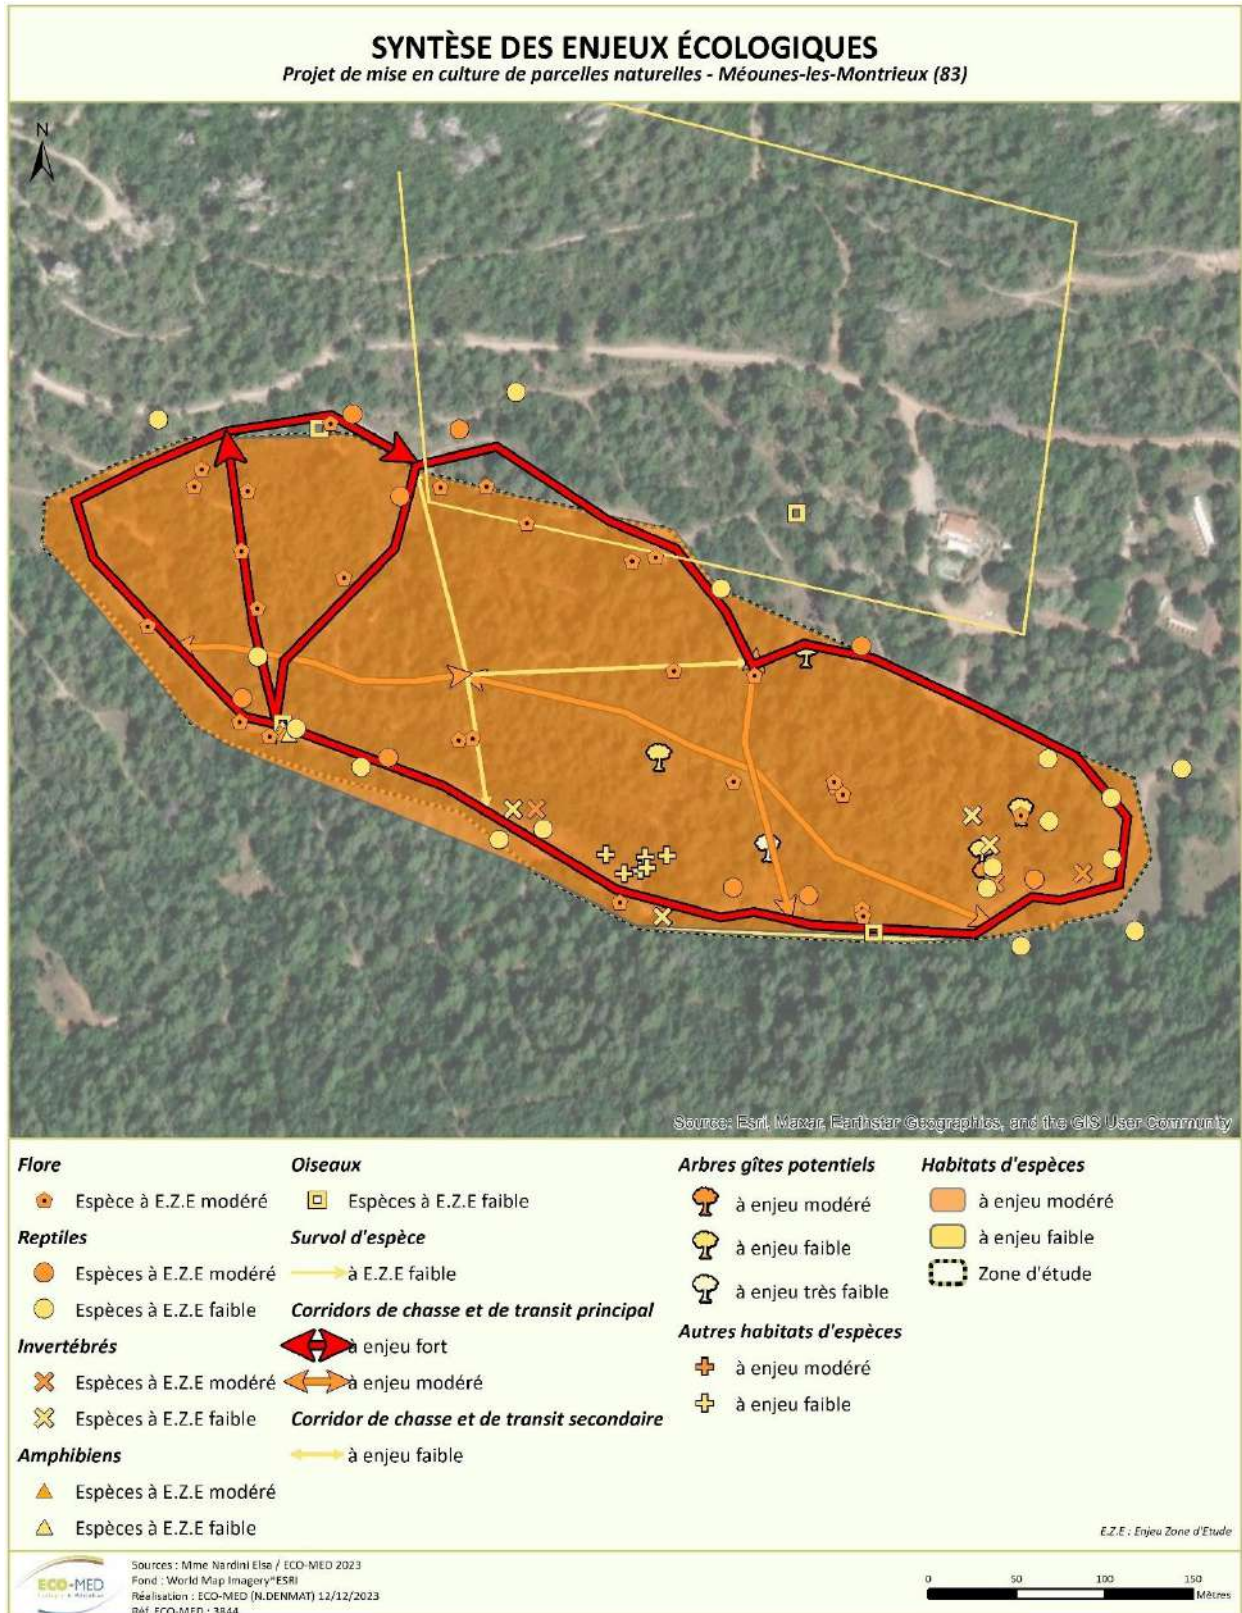 SYNTÈSE DES ENJEUX ÉCOLOGIQUES
Projet de mise en culture de parcelles naturelles - Méounes-les-Montrieux (83)
N
Source: Esri, Maxar, Earthstar Geographics, and the GIS User Community
Flore
Espèce à E.Z.E modéré
Reptiles
Espèces à E.Z.E modéré
Espèces à E.Z.E faible
Invertébrés
Espèces à E.Z.E modéré
Espèces à E.Z.E faible
Amphibiens
Espèces à E.Z.E modéré
Espèces à E.Z.E faible
Oiseaux
Espèces à E.Z.E faible
Survol d'espèce
à E.Z.E faible
Corridors de chasse et de transit principal
à enjeu fort
à enjeu modéré
Corridor de chasse et de transit secondaire
à enjeu faible
Arbres gîtes potentiels
à enjeu modéré
à enjeu faible
à enjeu très faible
Autres habitats d'espèces
à enjeu modéré
à enjeu faible
Habitats d'espèces
à enjeu modéré
à enjeu faible
Zone d'étude
E.Z.E : Enjeu Zone d'Etude
ECO-MED
Sources : Mme Nardini Elsa / ECO-MED 2023
Fond : World Map Imagery°ESRI
Réalisation : ECO-MED (N.DENMAT) 12/12/2023
Réf. ECO-MED : 3844
0 50 100 150
Mètres